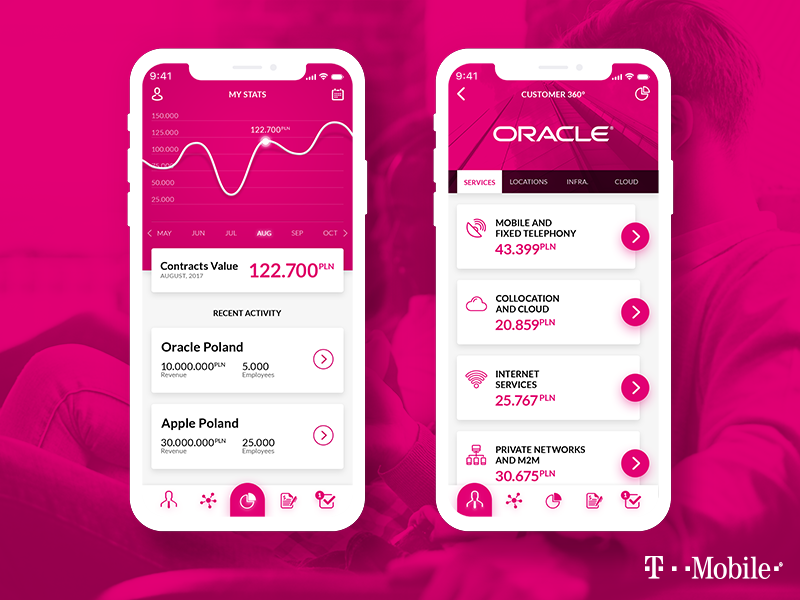 9:41
MY STATS
150.000
125.000
122.700PLN
100.000
75.000
50.000
25.000
MAY JUN JUL AUG SEP OCT
Contracts Value
AUGUST, 2017
122.700PLN
RECENT ACTIVITY
Oracle Poland
10.000.000PLN 5.000
Revenue Employees
Apple Poland
30.000.000PLN 25.000
Revenue Employees
1
9:41
CUSTOMER 360°
ORACLE®
SERVICES LOCATIONS INFRA. CLOUD
MOBILE AND
FIXED TELEPHONY
43.399PLN
COLLOCATION
AND CLOUD
20.859PLN
INTERNET
SERVICES
25.767PLN
PRIVATE NETWORKS
AND M2M
30.675PLN
1
T··Mobile·®